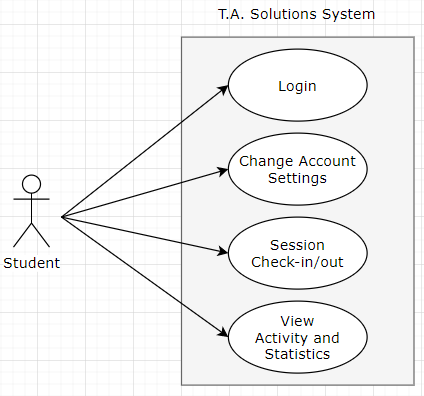 T.A. Solutions System
Login
Change Account
Settings
Session
Check-in/out
View
Activity and
Statistics
Student